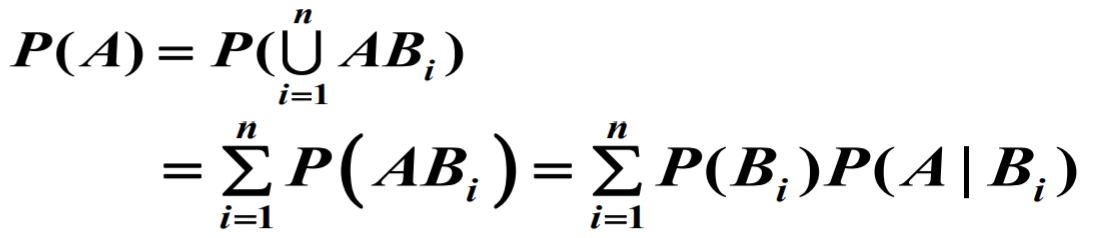 P(A) = P(⋃_{i=1}^{n} AB_i)
= ∑_{i=1}^{n} P(AB_i) = ∑_{i=1}^{n} P(B_i)P(A | B_i)